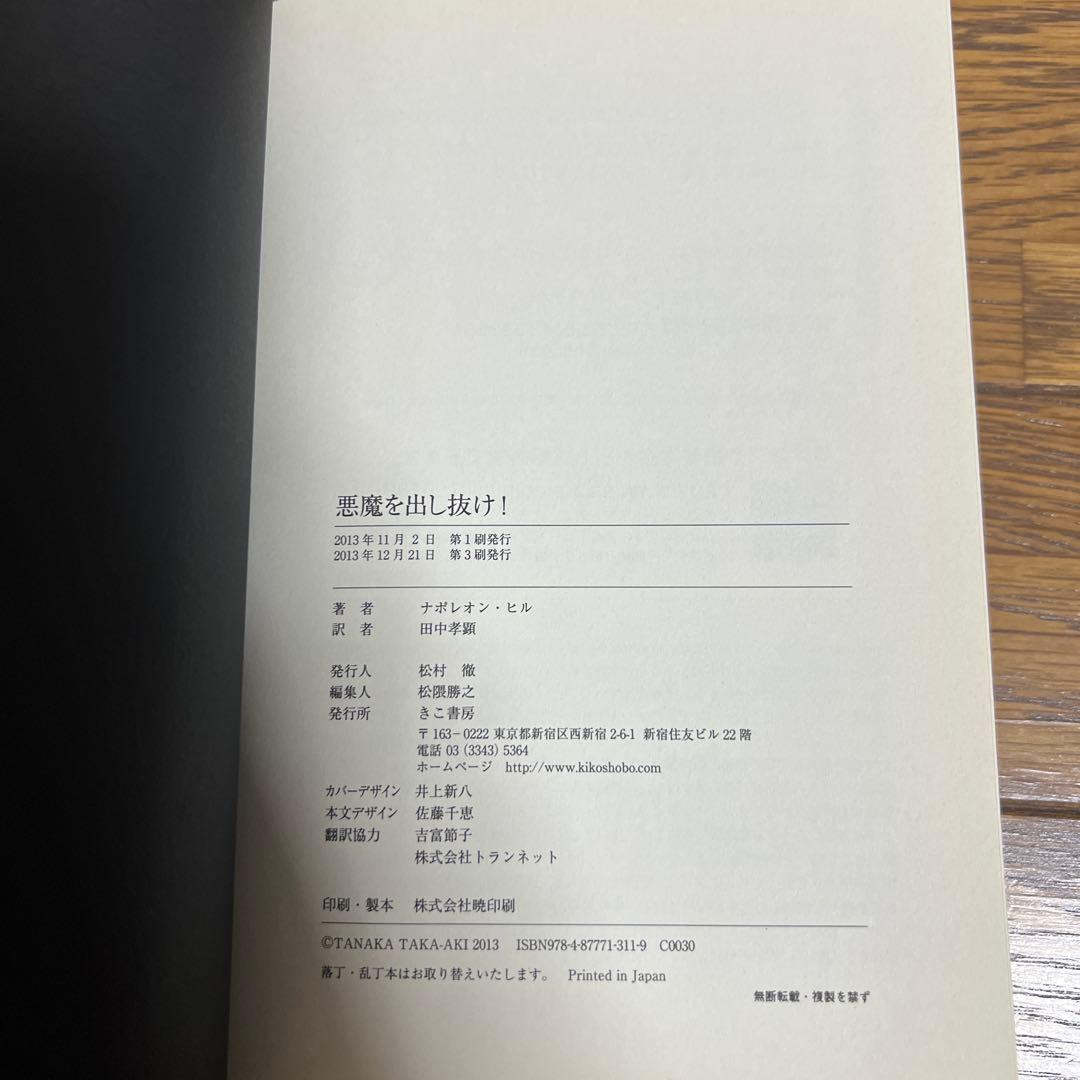 悪魔を出し抜け!
2013年11月 2 日 第1刷発行
2013年12月21日 第3刷発行
著 者 ナポレオン・ヒル
訳 者 田中孝顕
発行人 松村 徹
編集人 松隈勝之
発行所 きこ書房
〒163-0222 東京都新宿区西新宿2-6-1 新宿住友ビル22階
電話 03 (3343) 5364
ホームページ http://www.kikoshobo.com
カバーデザイン 井上新八
本文デザイン 佐藤千恵
翻訳協力 吉富節子
株式会社トランネット
印刷・製本 株式会社暁印刷
©TANAKA TAKA-AKI 2013 ISBN978-4-87771-311-9 C0030
落丁・乱丁本はお取り替えいたします。 Printed in Japan
無断転載・複製を禁ず